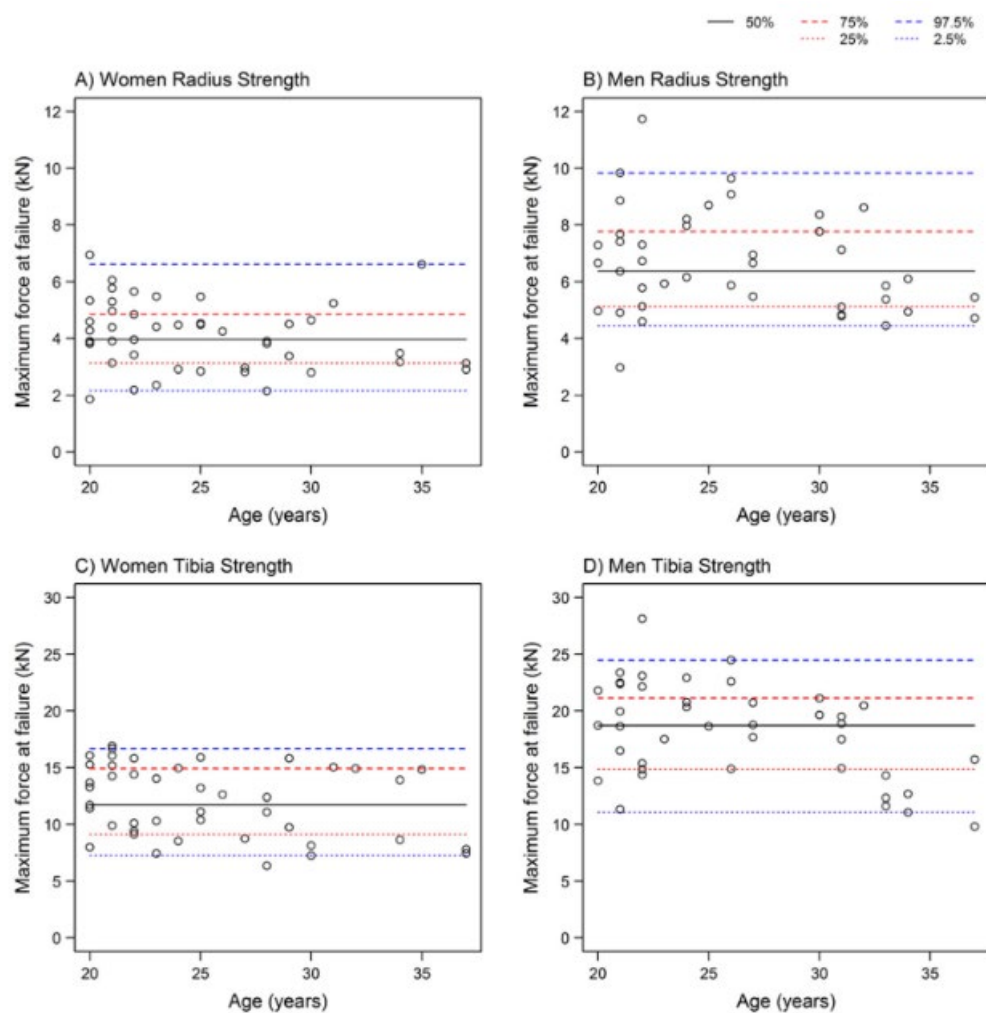 50% 75% 97.5%
25% 2.5%
A) Women Radius Strength
Maximum force at failure (kN)
12
10
8
6
4
2
0
20 25 30 35
Age (years)
B) Men Radius Strength
Maximum force at failure (kN)
12
10
8
6
4
2
0
20 25 30 35
Age (years)
C) Women Tibia Strength
Maximum force at failure (kN)
30
25
20
15
10
5
0
20 25 30 35
Age (years)
D) Men Tibia Strength
Maximum force at failure (kN)
30
25
20
15
10
5
0
20 25 30 35
Age (years)